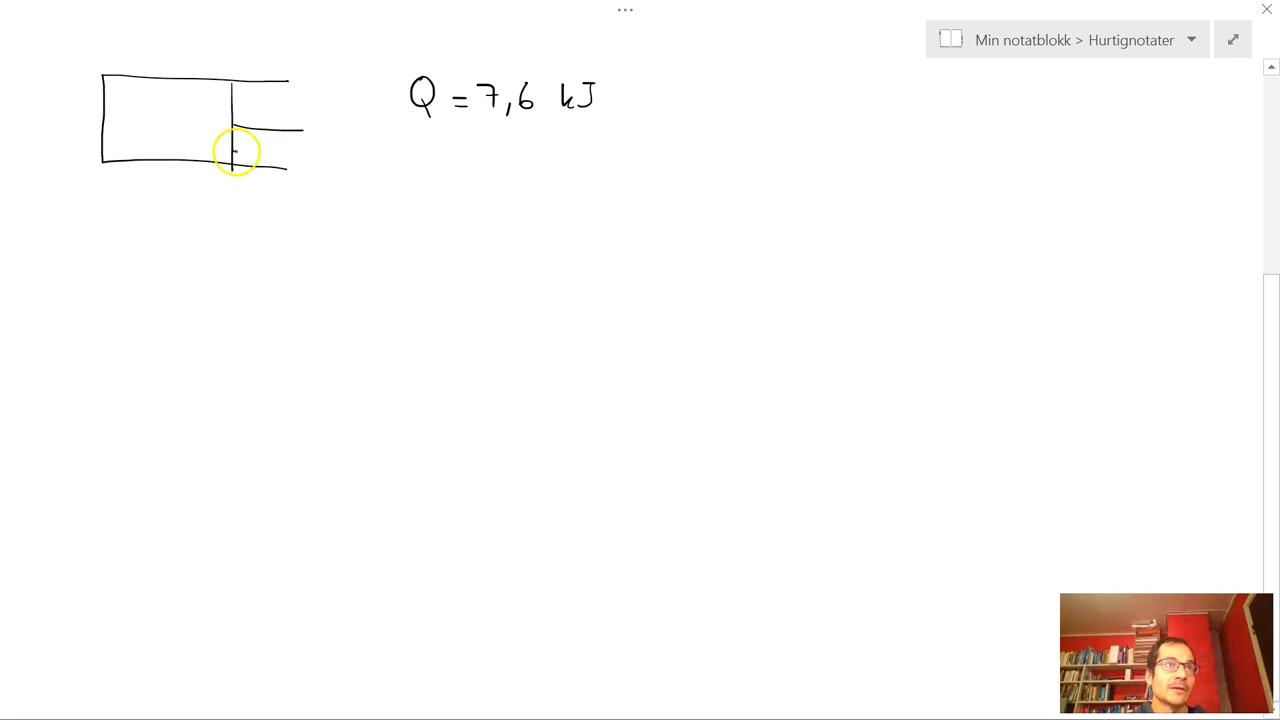 Min notatblokk > Hurtignotater
Q = 7,6 kJ